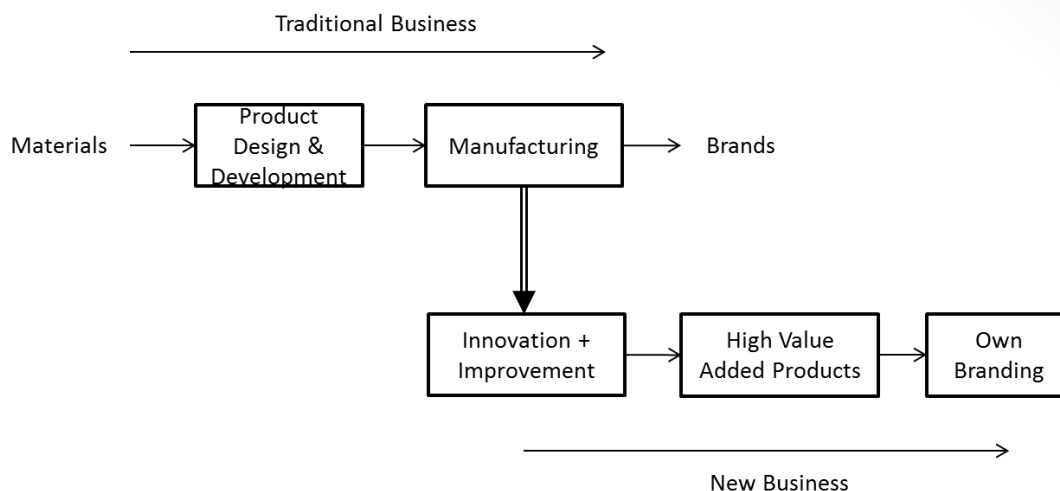 Traditional Business
Materials
Product
Design &
Development
Manufacturing
Brands
Innovation +
Improvement
High Value
Added Products
Own
Branding
New Business